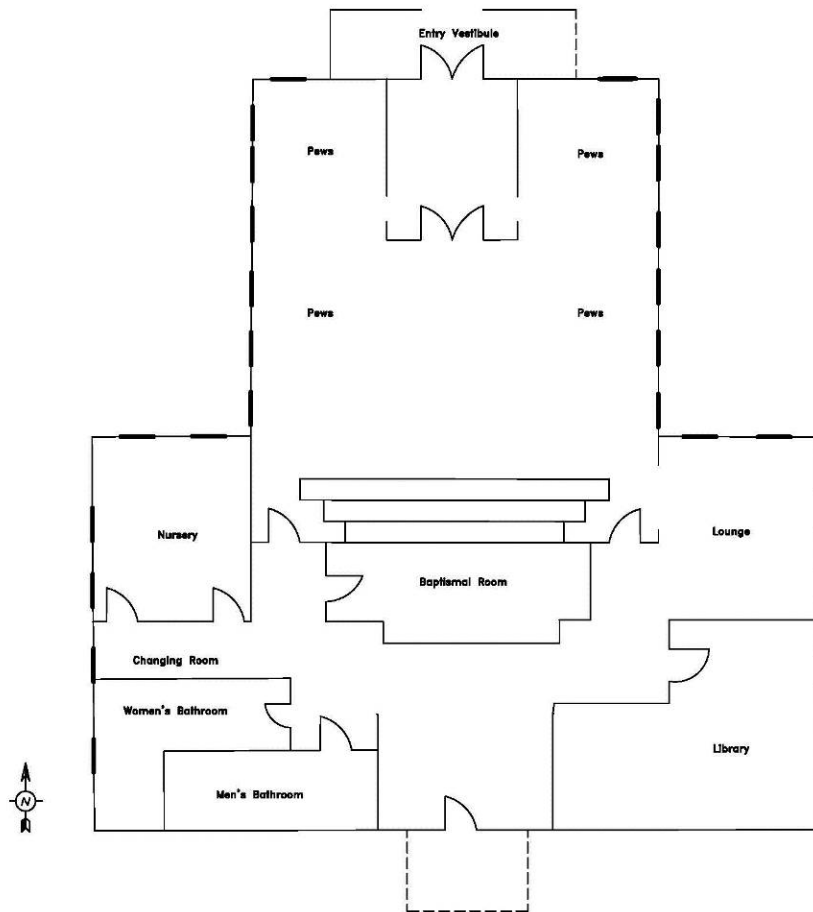 Entry Vestibule
Pews
Pews
Pews
Pews
Nursery
Lounge
Baptismal Room
Changing Room
Women's Bathroom
Library
Men's Bathroom
N